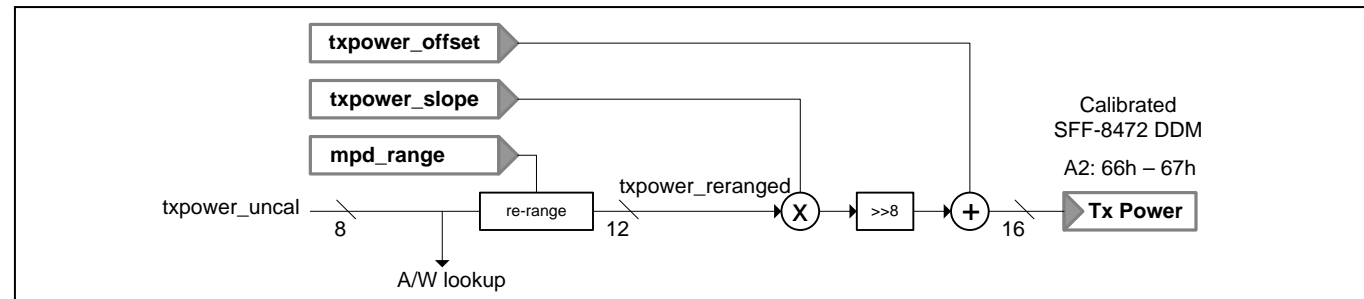 txpower_offset
txpower_slope
mpd_range
Calibrated
SFF-8472 DDM
A2: 66h – 67h
txpower_uncal
8
re-range
12
txpower_reranged
X
>>8
+
16
Tx Power
A/W lookup